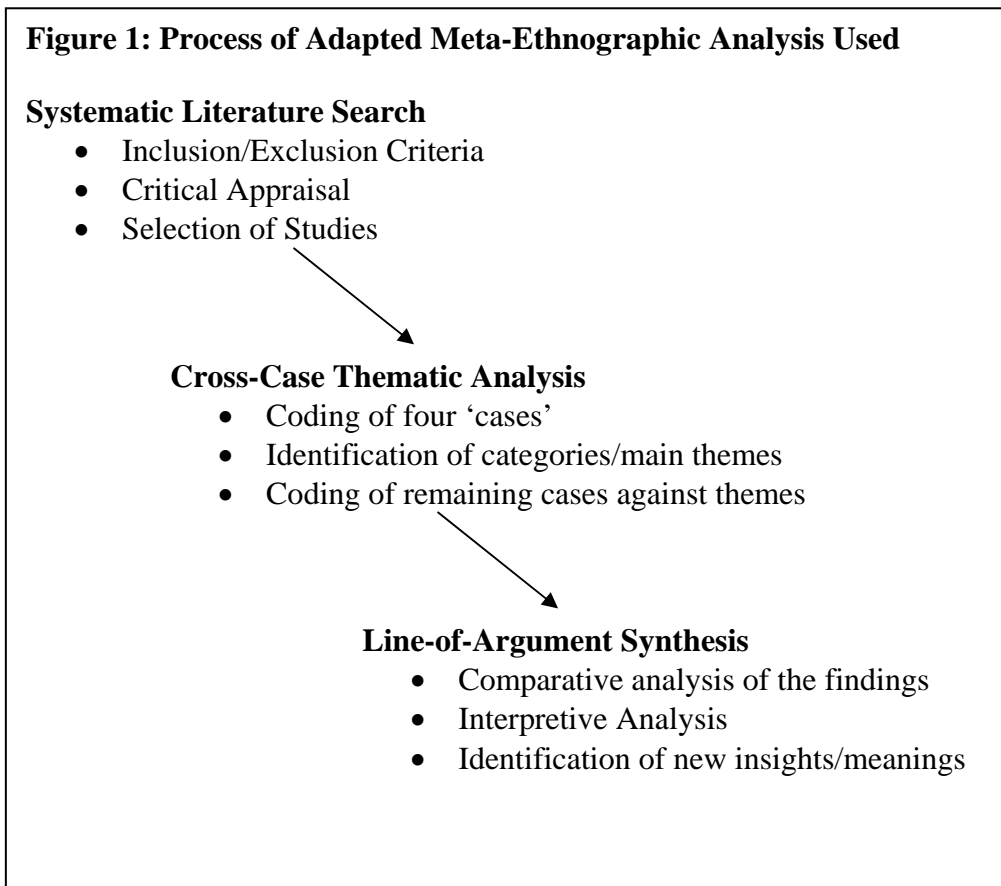 Figure 1: Process of Adapted Meta-Ethnographic Analysis Used
Systematic Literature Search
• Inclusion/Exclusion Criteria
• Critical Appraisal
• Selection of Studies
Cross-Case Thematic Analysis
• Coding of four ‘cases’
• Identification of categories/main themes
• Coding of remaining cases against themes
Line-of-Argument Synthesis
• Comparative analysis of the findings
• Interpretive Analysis
• Identification of new insights/meanings